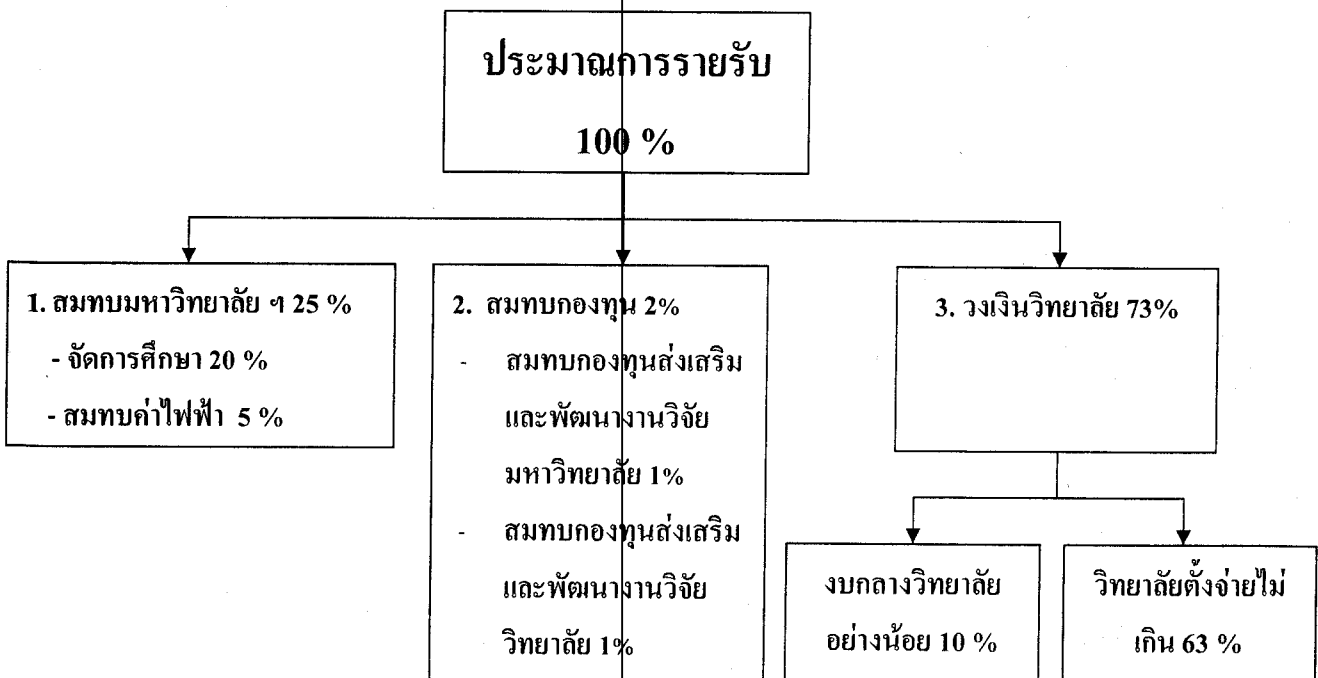 ประมาณการรายรับ
100 %
1. สมทบมหาวิทยาลัย ฯ 25 %
- จัดการศึกษา 20 %
- สมทบค่าไฟฟ้า 5 %
2. สมทบกองทุน 2%
- สมทบกองทุนส่งเสริม
และพัฒนางานวิจัย
มหาวิทยาลัย 1%
- สมทบกองทุนส่งเสริม
และพัฒนางานวิจัย
วิทยาลัย 1%
3. วงเงินวิทยาลัย 73%
งบกลางวิทยาลัย
อย่างน้อย 10 %
วิทยาลัยตั้งจ่ายไม่
เกิน 63 %